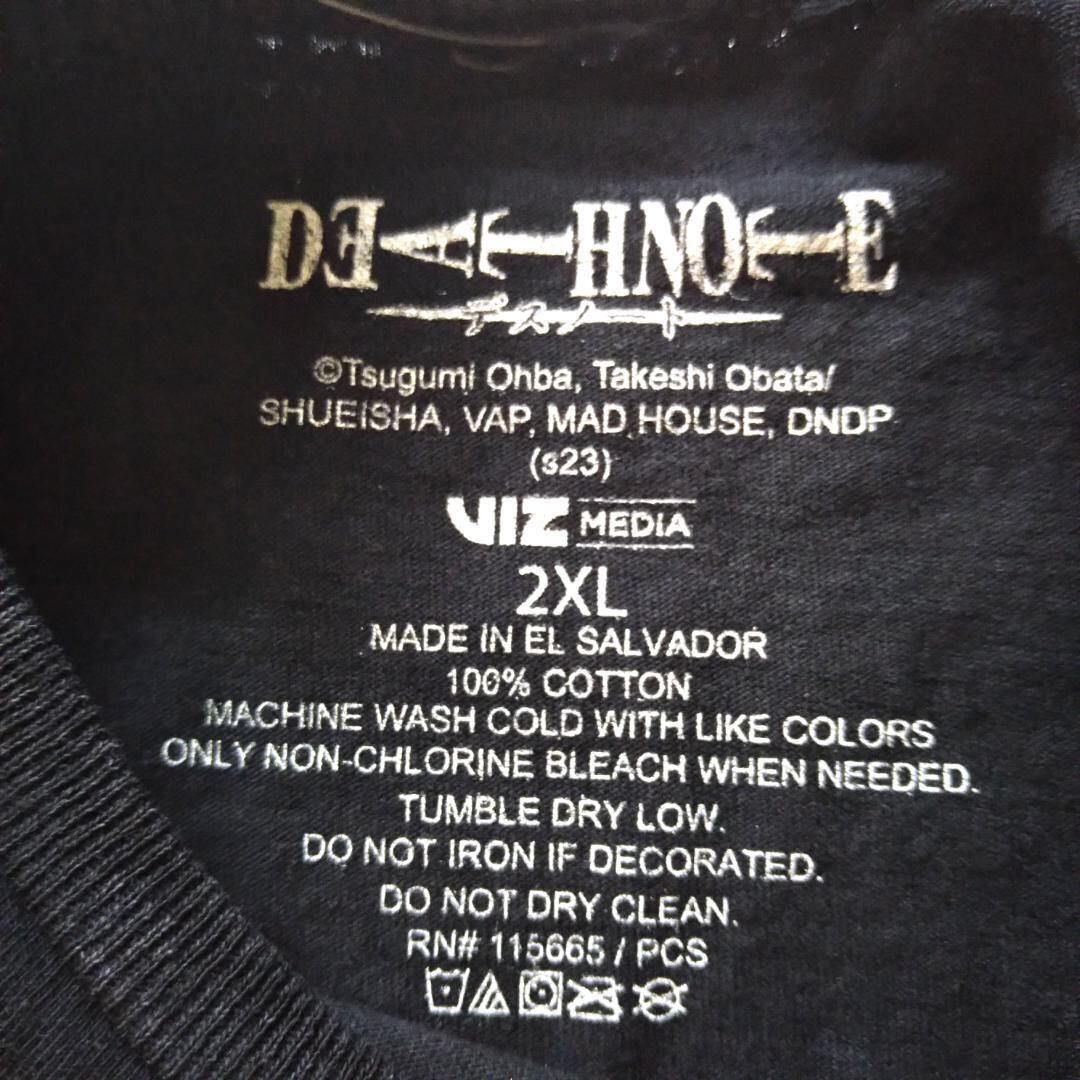 DEATHNOTE
デスノート
©Tsugumi Ohba, Takeshi Obata/
SHUEISHA, VAP, MAD HOUSE, DNDP
(s23)
VIZ MEDIA
2XL
MADE IN EL SALVADOR
100% COTTON
MACHINE WASH COLD WITH LIKE COLORS
ONLY NON-CHLORINE BLEACH WHEN NEEDED.
TUMBLE DRY LOW.
DO NOT IRON IF DECORATED.
DO NOT DRY CLEAN.
RN# 115665 / PCS